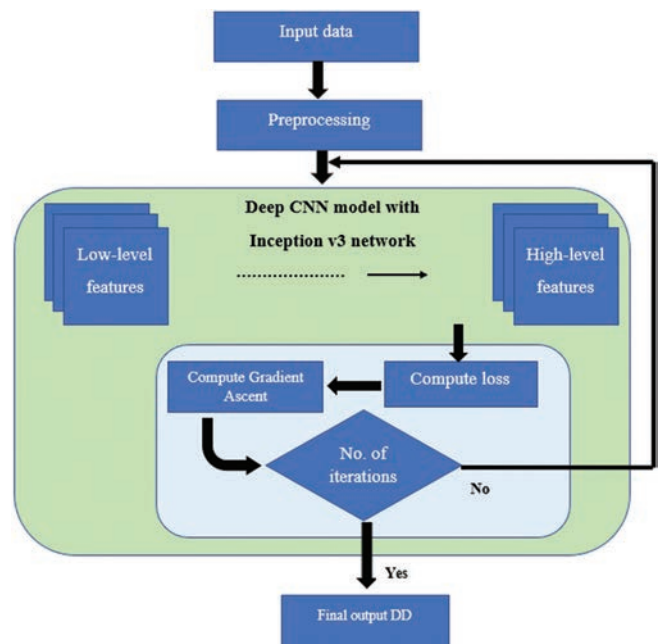 Input data
Preprocessing
Deep CNN model with
Inception v3 network
Low-level
features
High-level
features
Compute Gradient
Ascent
Compute loss
No. of
iterations
No
Yes
Final output DD